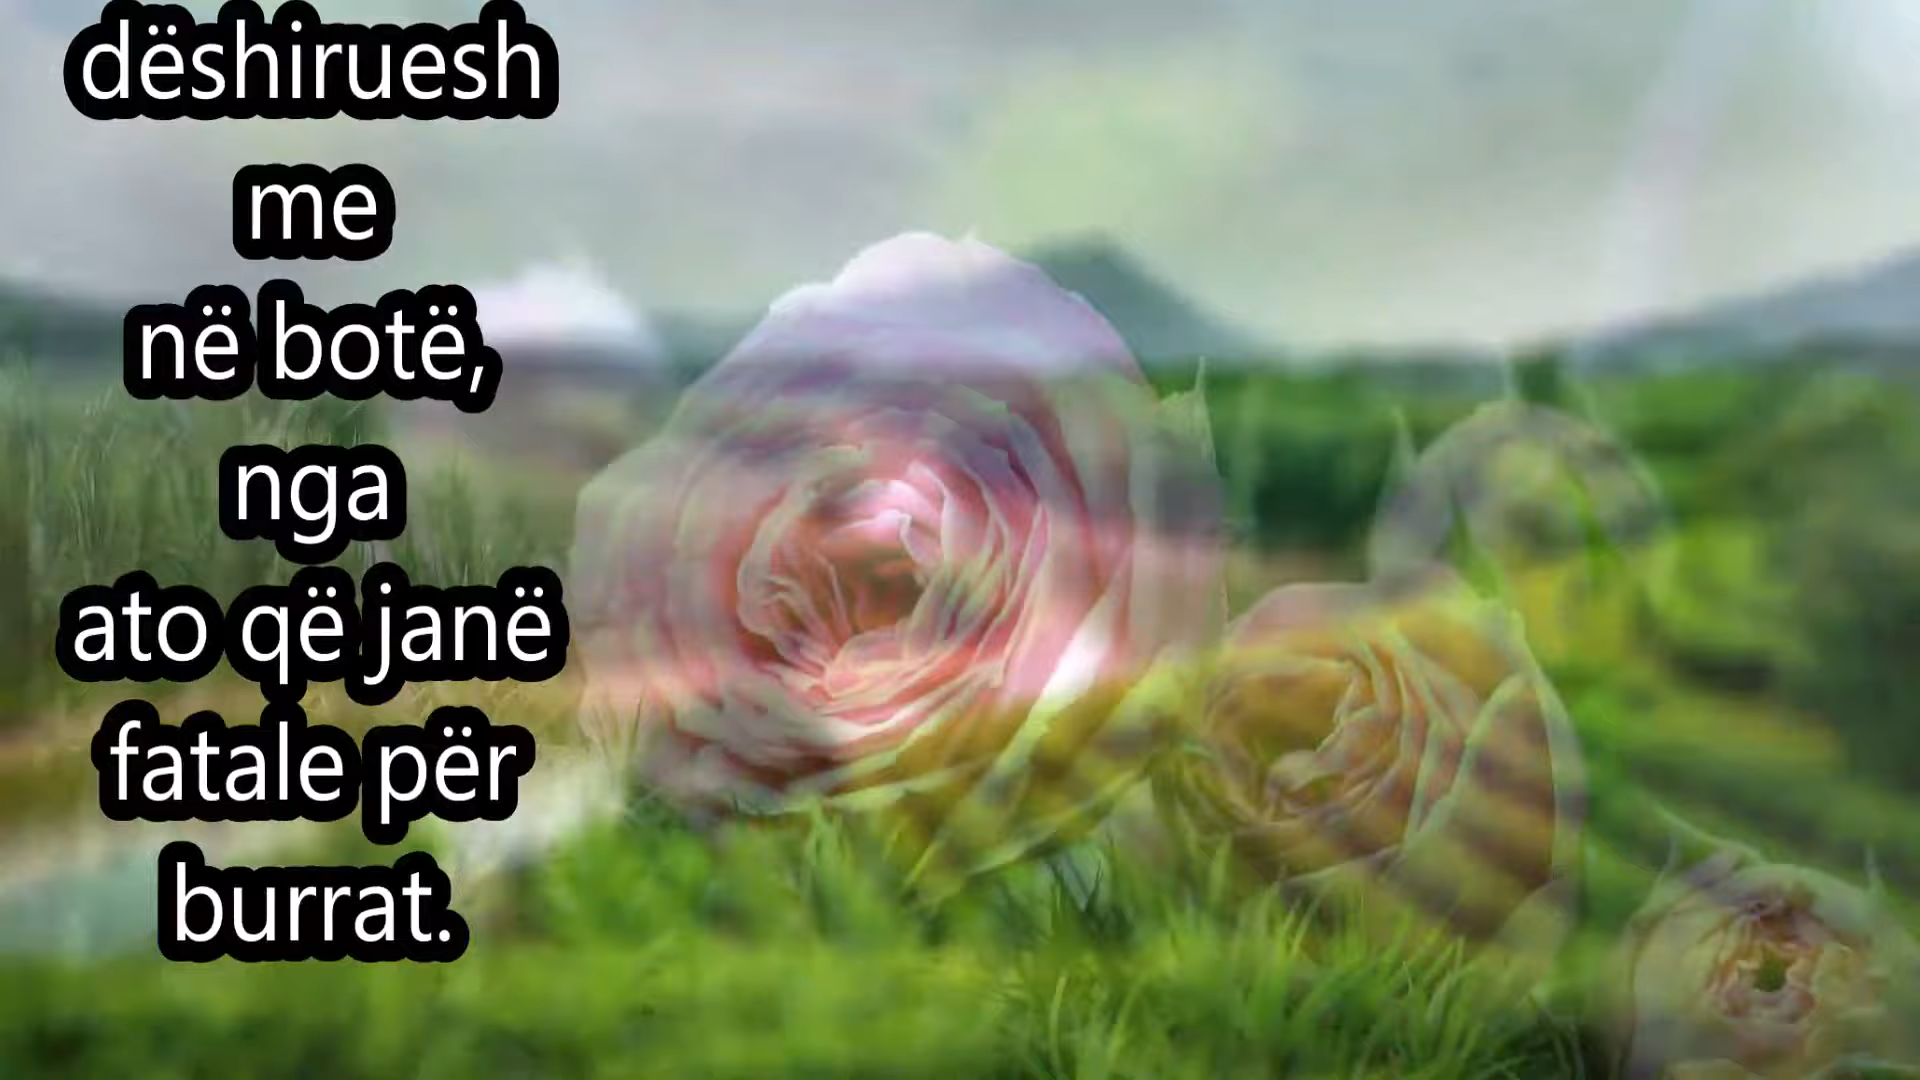 dëshiruesh
me
në botë,
nga
ato që janë
fatale për
burrat.